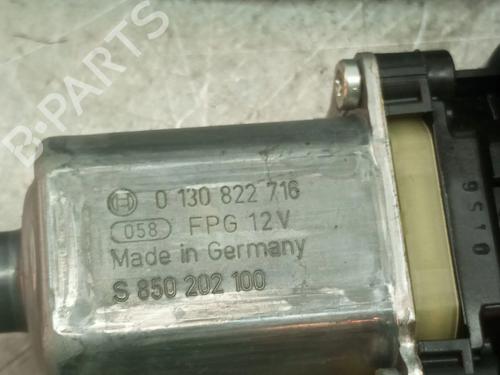 B-PARTS
0 130 822 716
058 FPG 12V
Made in Germany
S 850 202 100
9510